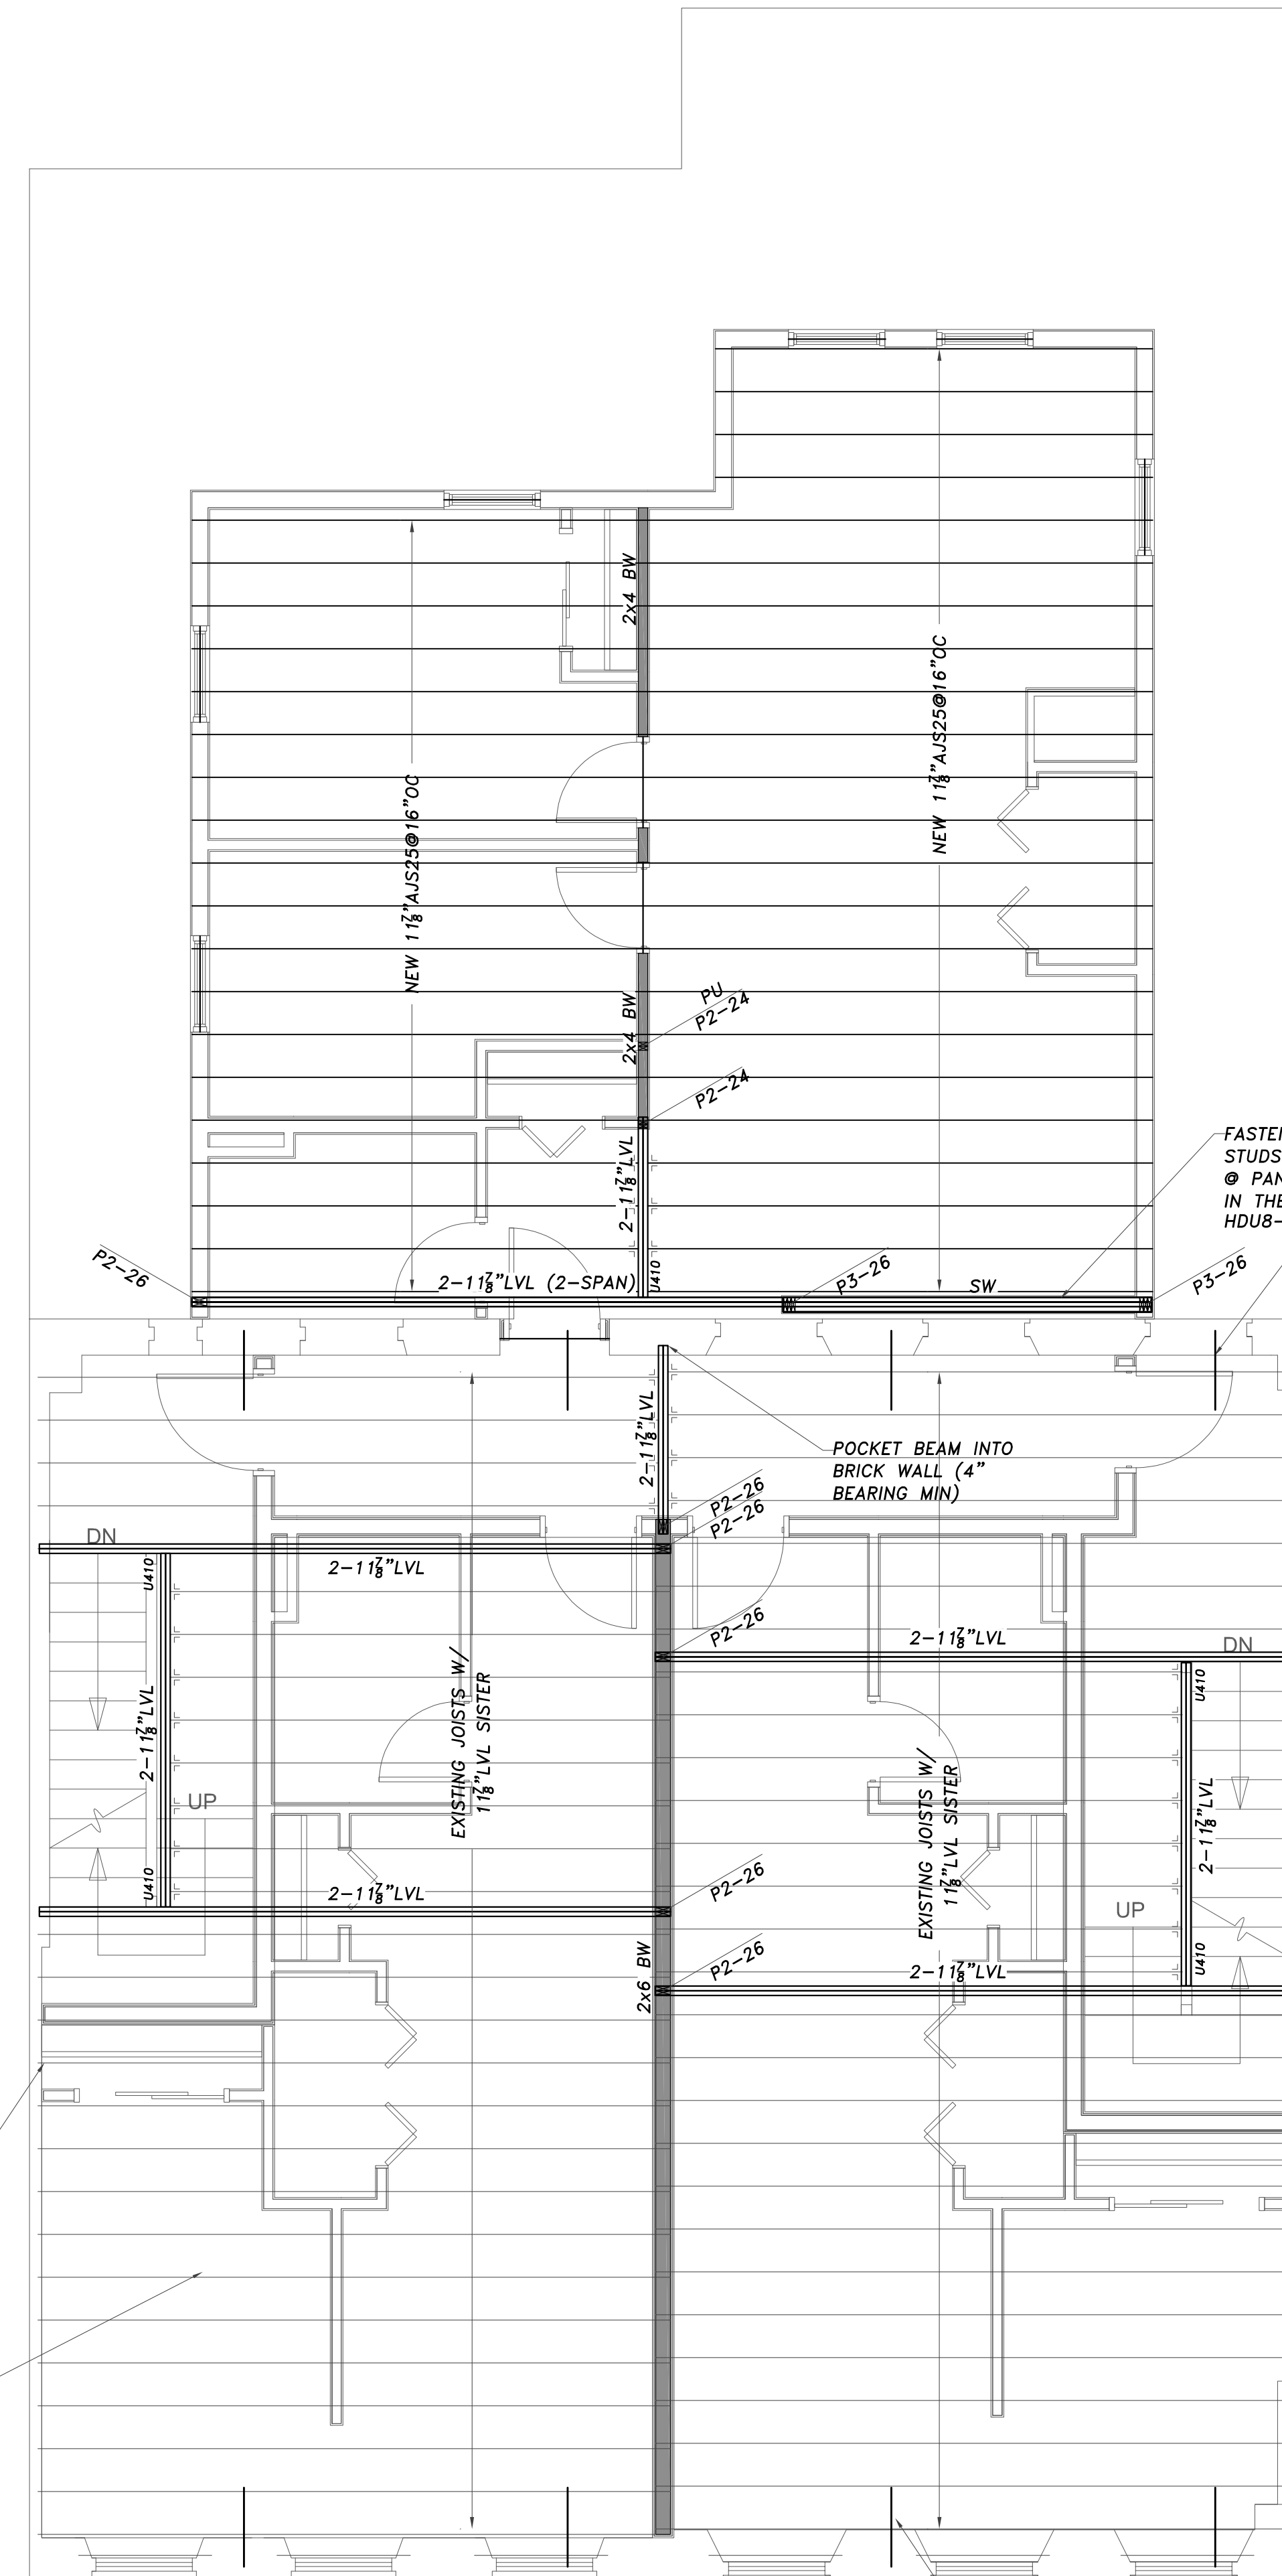 2x4 BW
NEW 11⅞"AJS25@16"OC
NEW 11⅞"AJS25@16"OC
2x4 BW
PU
P2-24
P2-24
2-11⅞"LVL
U410
P2-26
2-11⅞"LVL (2-SPAN)
P3-26
SW
P3-26
FASTE
STUDS
@ PAN
IN THE
HDU8-
2-11⅞"LVL
POCKET BEAM INTO
BRICK WALL (4"
BEARING MIN)
P2-26
P2-26
DN
U410
2-11⅞"LVL
P2-26
2-11⅞"LVL
DN
U410
2-11⅞"LVL
EXISTING JOISTS W/
11⅞"LVL SISTER
UP
EXISTING JOISTS W/
11⅞"LVL SISTER
2-11⅞"LVL
U410
2-11⅞"LVL
P2-26
UP
2x6 BW
P2-26
2-11⅞"LVL
U410